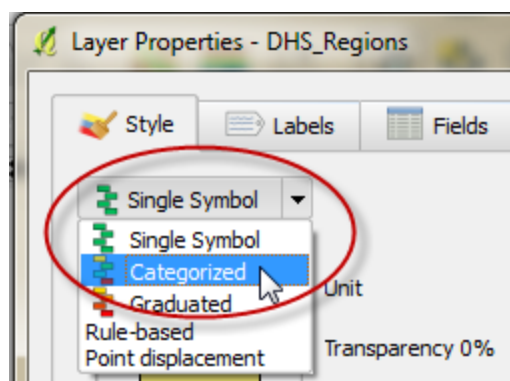 Layer Properties - DHS_Regions
Style Labels Fields
Single Symbol
Single Symbol
Categorized
Graduated
Unit
Rule-based
Point displacement
Transparency 0%